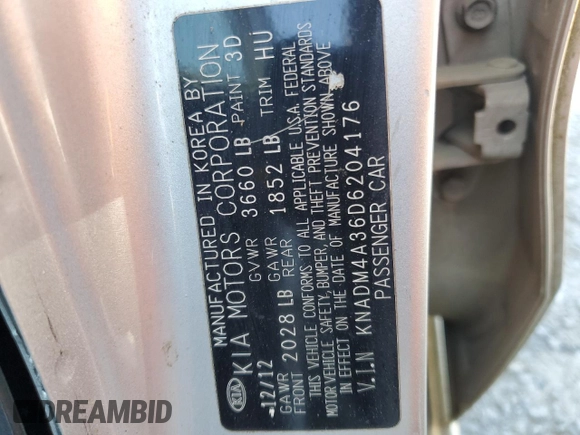 MANUFACTURED IN KOREA BY
KIA KIA MOTORS CORPORATION
12/12 GVWR 3660 LB PAINT 3D
GAWR FRONT 2028 LB GAWR REAR 1852 LB TRIM HU
THIS VEHICLE CONFORMS TO ALL APPLICABLE U.S.A. FEDERAL
MOTOR VEHICLE SAFETY, BUMPER, AND THEFT PREVENTION STANDARDS
IN EFFECT ON THE DATE OF MANUFACTURE SHOWN ABOVE
V.I.N KNADM4A36D6204176
PASSENGER CAR
DREAMBID